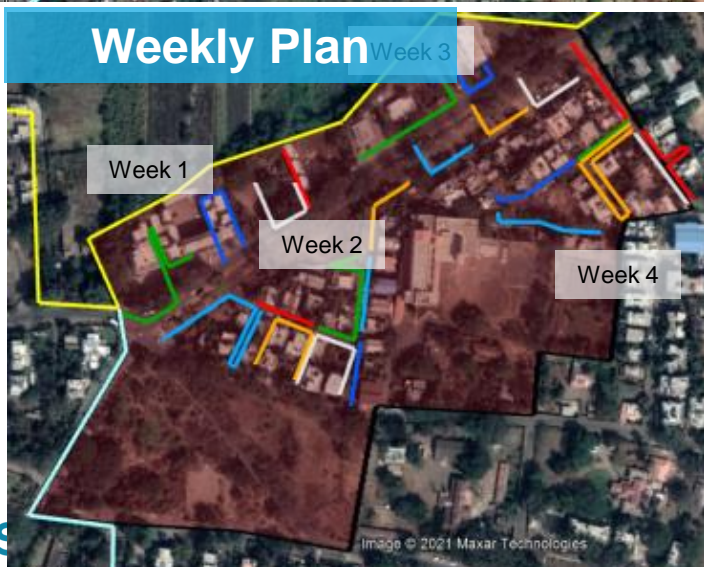 Weekly Plan
Week 3
Week 1
Week 2
Week 4
S
Image © 2021 Maxar Technologies